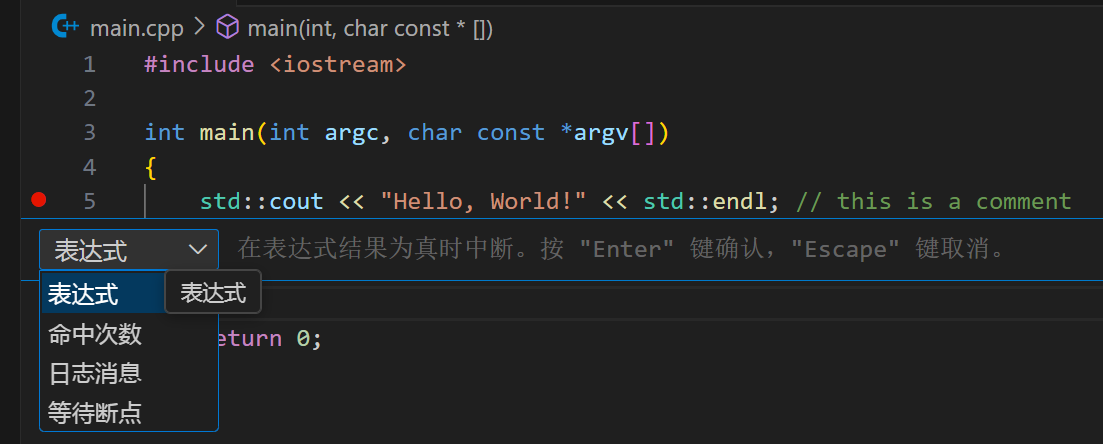 main.cpp > main(int, char const * [])
1 #include <iostream>
2
3 int main(int argc, char const *argv[])
4 {
5 std::cout << "Hello, World!" << std::endl; // this is a comment
表达式 在表达式结果为真时中断。按 "Enter" 键确认，"Escape" 键取消。
表达式 表达式
命中次数 eturn 0;
日志消息
等待断点